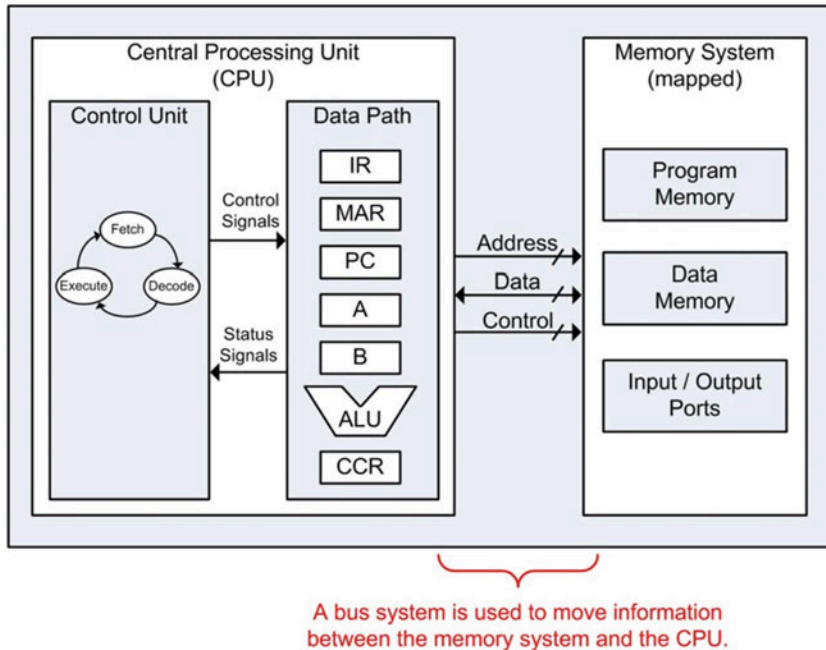 Central Processing Unit
(CPU)
Control Unit
Fetch
Execute
Decode
Control
Signals
Status
Signals
Data Path
IR
MAR
PC
A
B
ALU
CCR
Address
Data
Control
Memory System
(mapped)
Program
Memory
Data
Memory
Input / Output
Ports
A bus system is used to move information
between the memory system and the CPU.